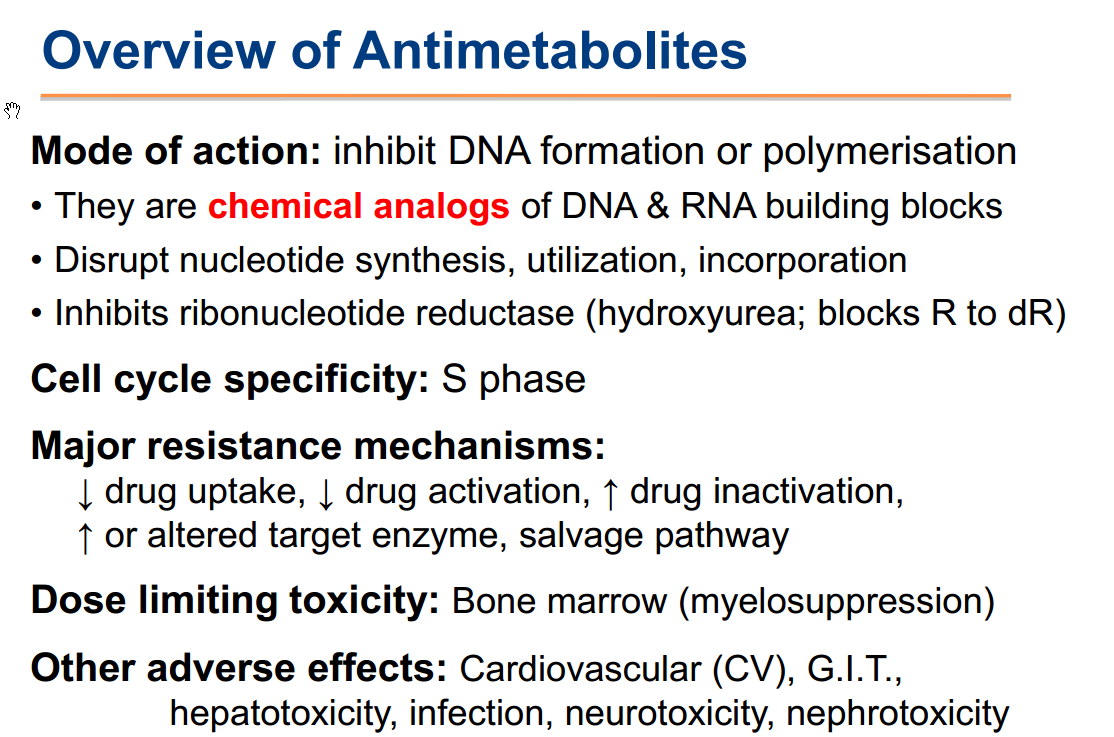 Overview of Antimetabolites
Mode of action: inhibit DNA formation or polymerisation
• They are chemical analogs of DNA & RNA building blocks
• Disrupt nucleotide synthesis, utilization, incorporation
• Inhibits ribonucleotide reductase (hydroxyurea; blocks R to dR)
Cell cycle specificity: S phase
Major resistance mechanisms:
↓ drug uptake, ↓ drug activation, ↑ drug inactivation,
↑ or altered target enzyme, salvage pathway
Dose limiting toxicity: Bone marrow (myelosuppression)
Other adverse effects: Cardiovascular (CV), G.I.T.,
hepatotoxicity, infection, neurotoxicity, nephrotoxicity